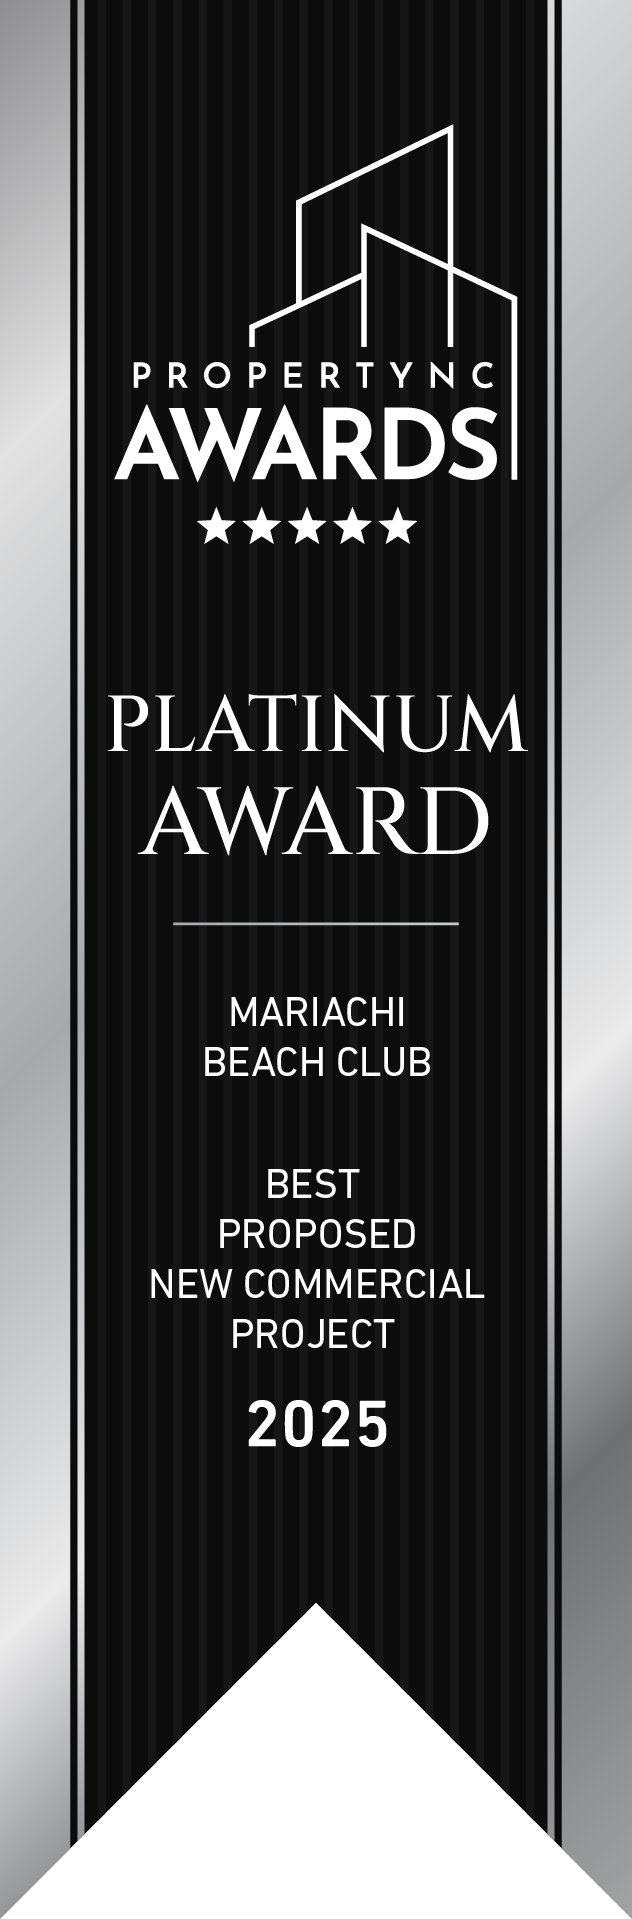 PROPERTYNC
AWARDS
PLATINUM
AWARD
MARIACHI
BEACH CLUB
BEST
PROPOSED
NEW COMMERCIAL
PROJECT
2025